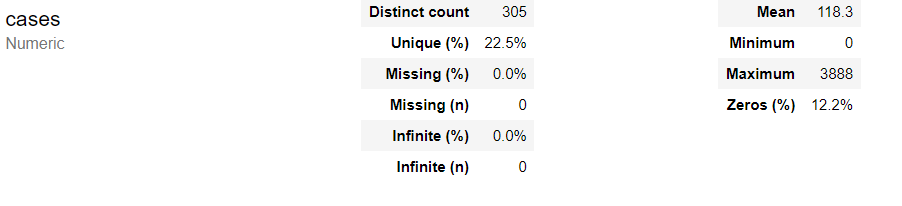 cases
Numeric
Distinct count 305
Unique (%) 22.5%
Missing (%) 0.0%
Missing (n) 0
Infinite (%) 0.0%
Infinite (n) 0
Mean 118.3
Minimum 0
Maximum 3888
Zeros (%) 12.2%